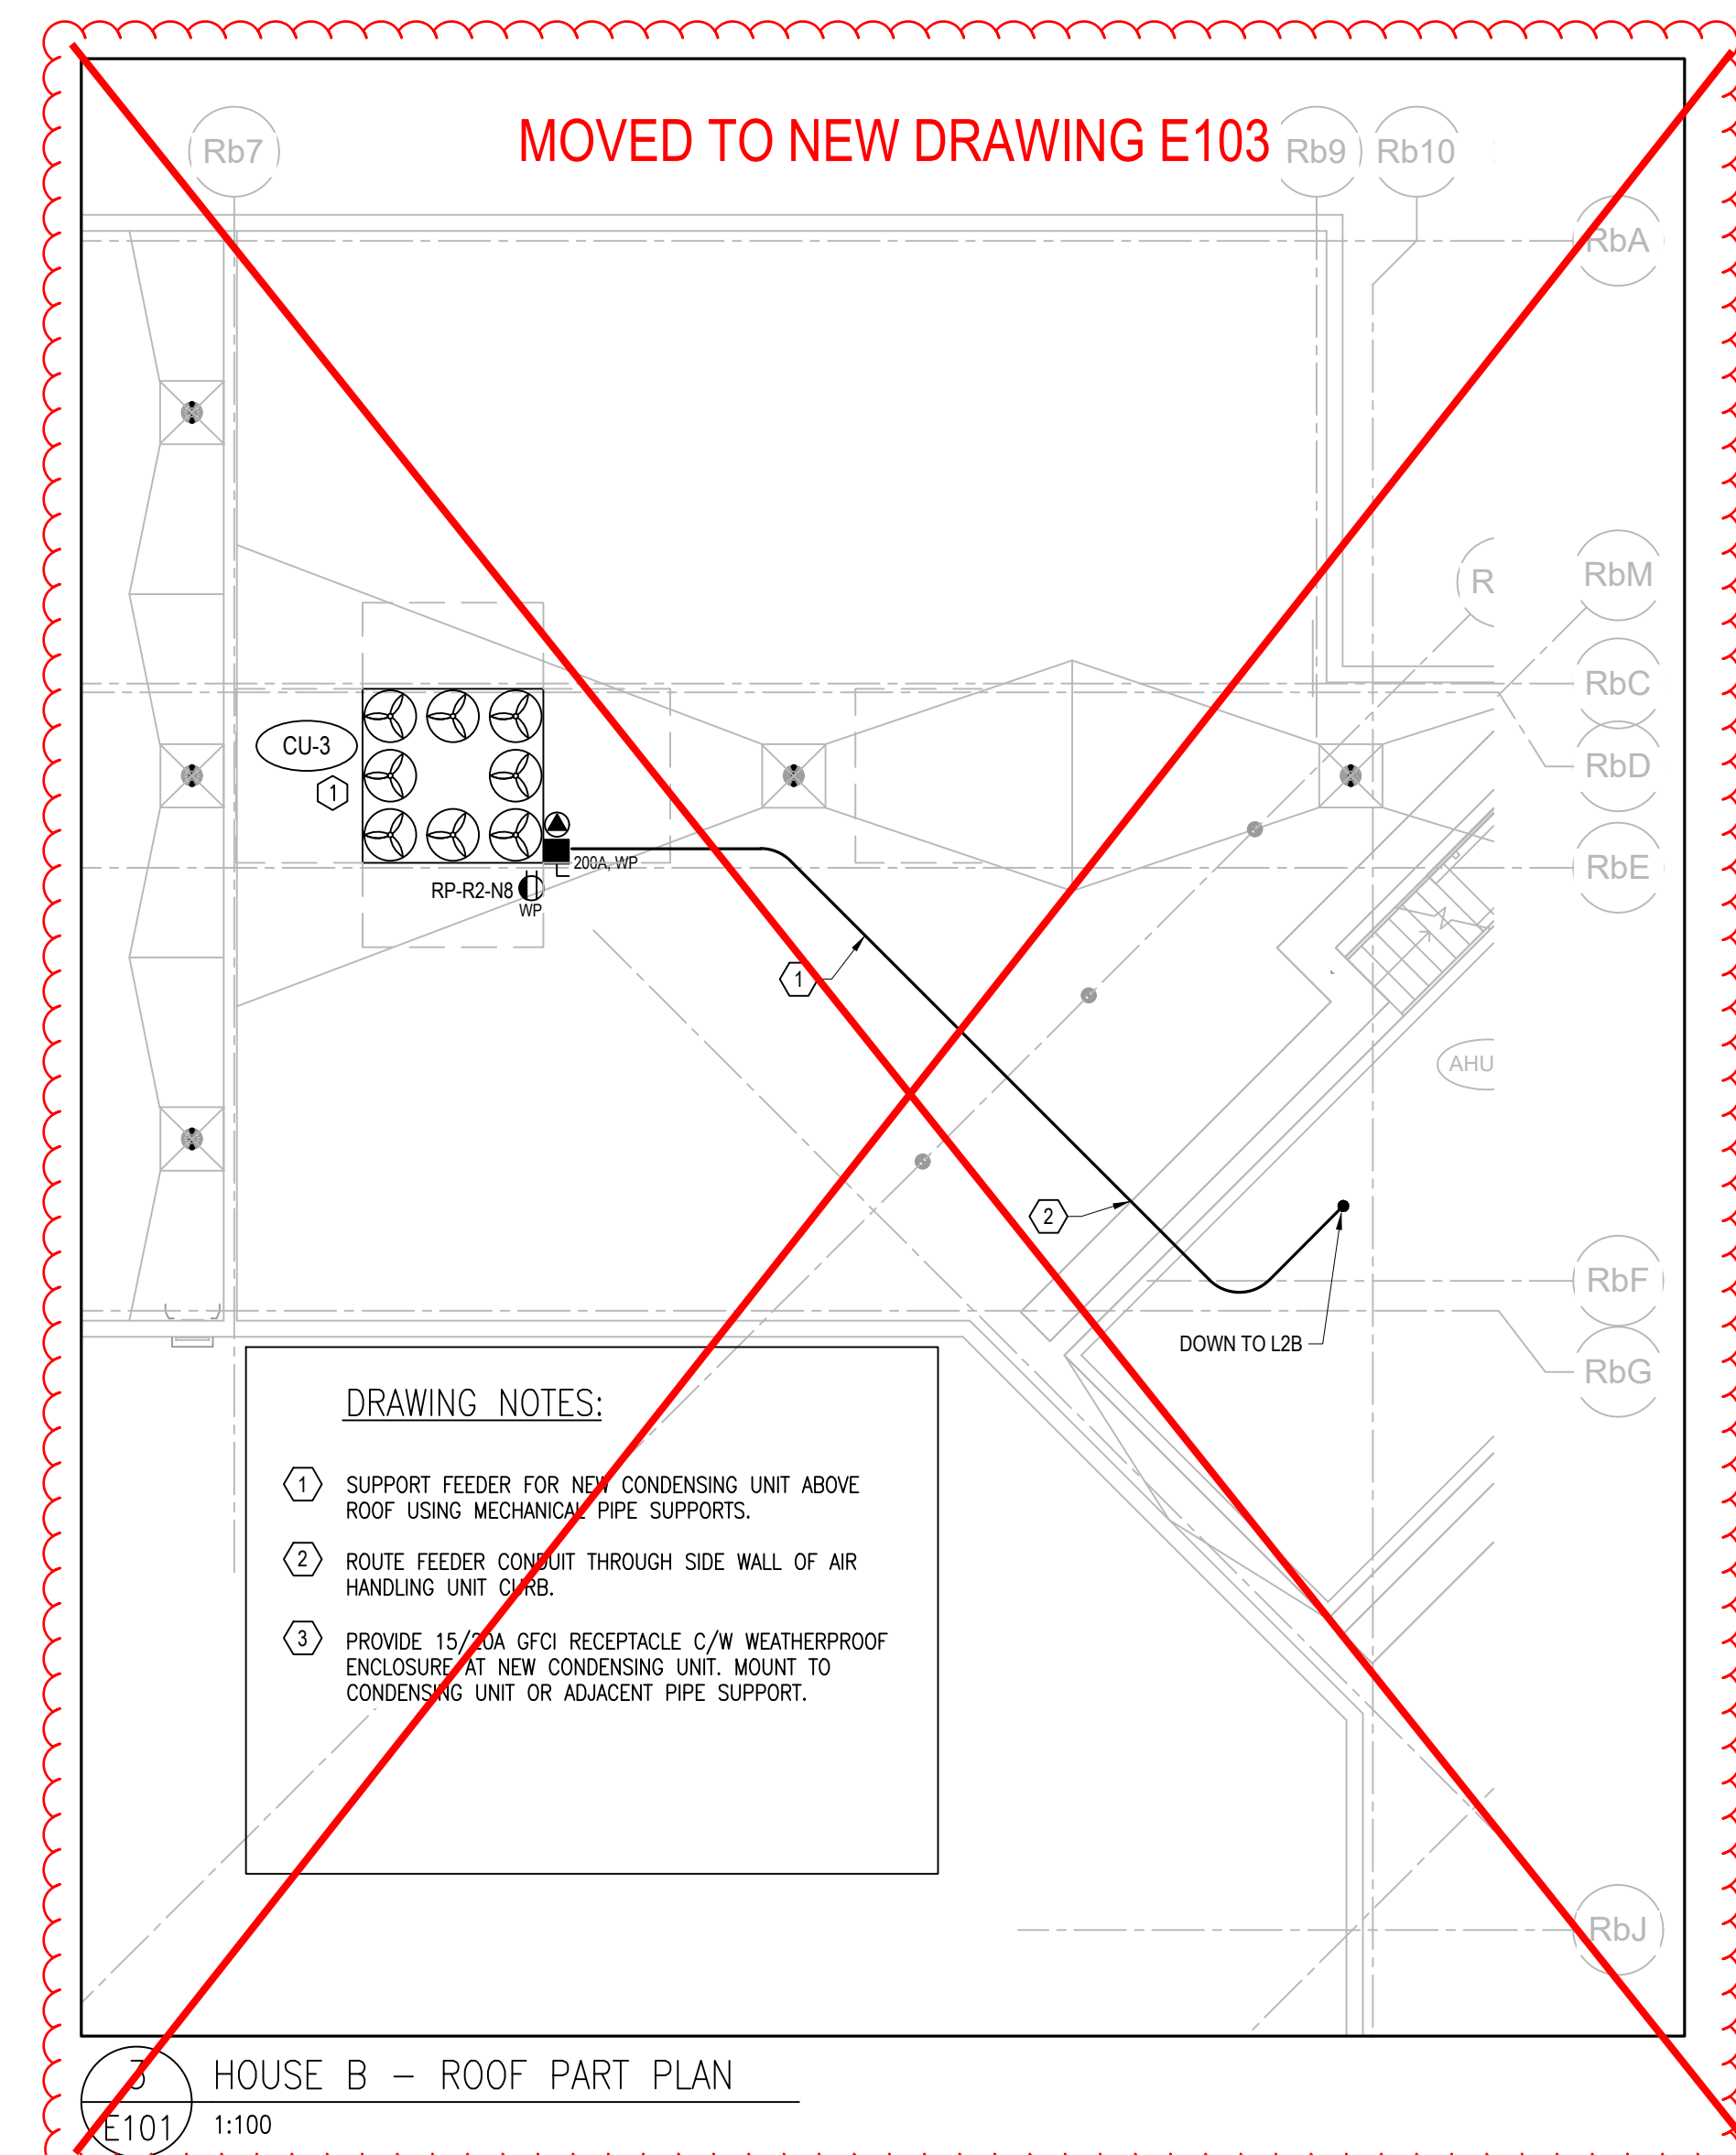 MOVED TO NEW DRAWING E103
Rb7
Rb9
Rb10
RbA
R
RbM
RbC
RbD
RbE
CU-3
1
200A, WP
RP-R2-N8
WP
1
AHU
2
RbF
DOWN TO L2B
RbG
DRAWING NOTES:
1 SUPPORT FEEDER FOR NEW CONDENSING UNIT ABOVE
ROOF USING MECHANICAL PIPE SUPPORTS.
2 ROUTE FEEDER CONDUIT THROUGH SIDE WALL OF AIR
HANDLING UNIT CURB.
3 PROVIDE 15/20A GFCI RECEPTACLE C/W WEATHERPROOF
ENCLOSURE AT NEW CONDENSING UNIT. MOUNT TO
CONDENSING UNIT OR ADJACENT PIPE SUPPORT.
RbJ
3 HOUSE B - ROOF PART PLAN
E101 1:100